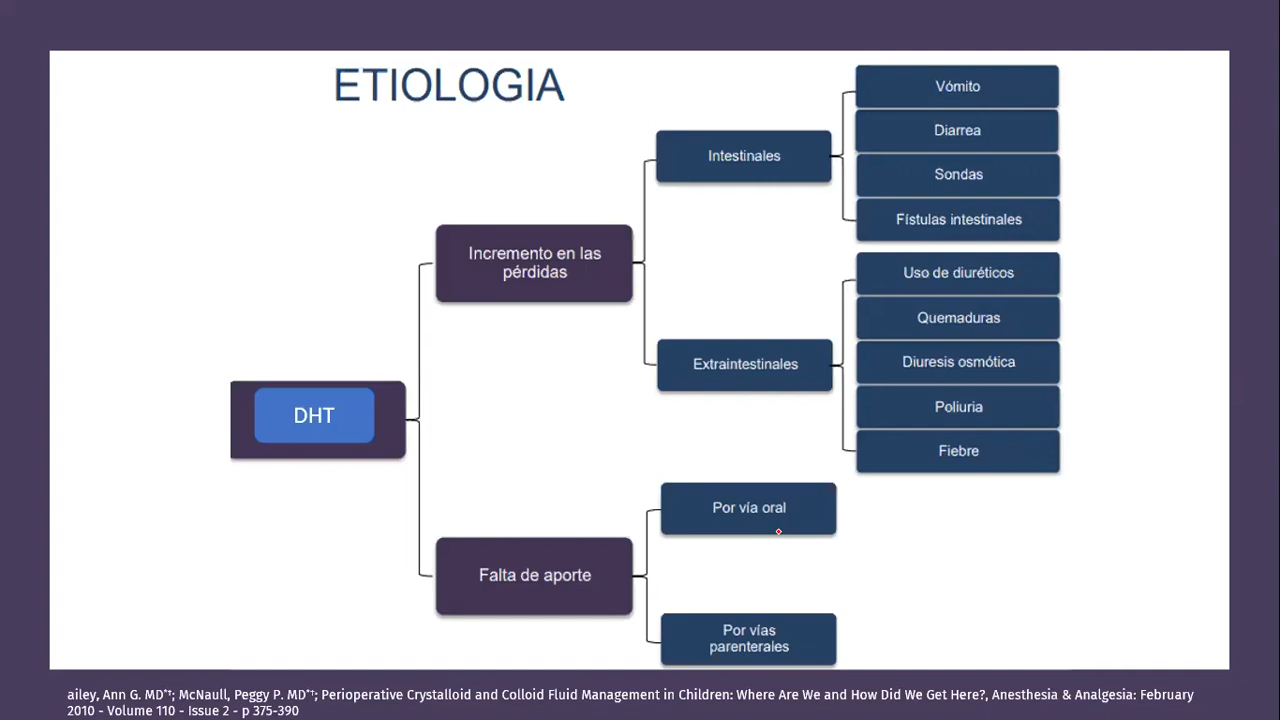 ETIOLOGIA
DHT
Incremento en las
pérdidas
Intestinales
Vómito
Diarrea
Sondas
Fístulas intestinales
Extraintestinales
Uso de diuréticos
Quemaduras
Diuresis osmótica
Poliuria
Fiebre
Falta de aporte
Por vía oral
Por vías
parenterales
ailey, Ann G. MD*†; McNaull, Peggy P. MD*†; Perioperative Crystalloid and Colloid Fluid Management in Children: Where Are We and How Did We Get Here?, Anesthesia & Analgesia: February
2010 - Volume 110 - Issue 2 - p 375-390